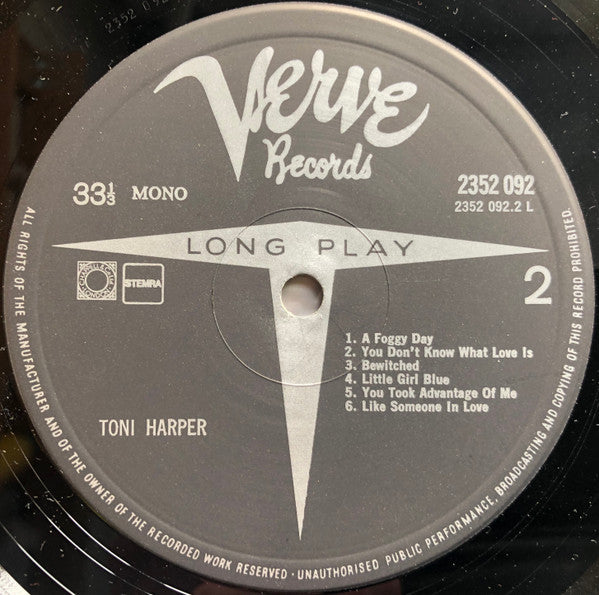 2352 092
Verve
Records
33⅓ MONO
2352 092
2352 092.2 L
LONG PLAY
STEMRA
2
1. A Foggy Day
2. You Don't Know What Love Is
3. Bewitched
4. Little Girl Blue
5. You Took Advantage Of Me
6. Like Someone In Love
TONI HARPER
ALL RIGHTS OF THE MANUFACTURER AND OF THE OWNER OF THE RECORDED WORK RESERVED · UNAUTHORISED PUBLIC PERFORMANCE, BROADCASTING AND COPYING OF THIS RECORD PROHIBITED.